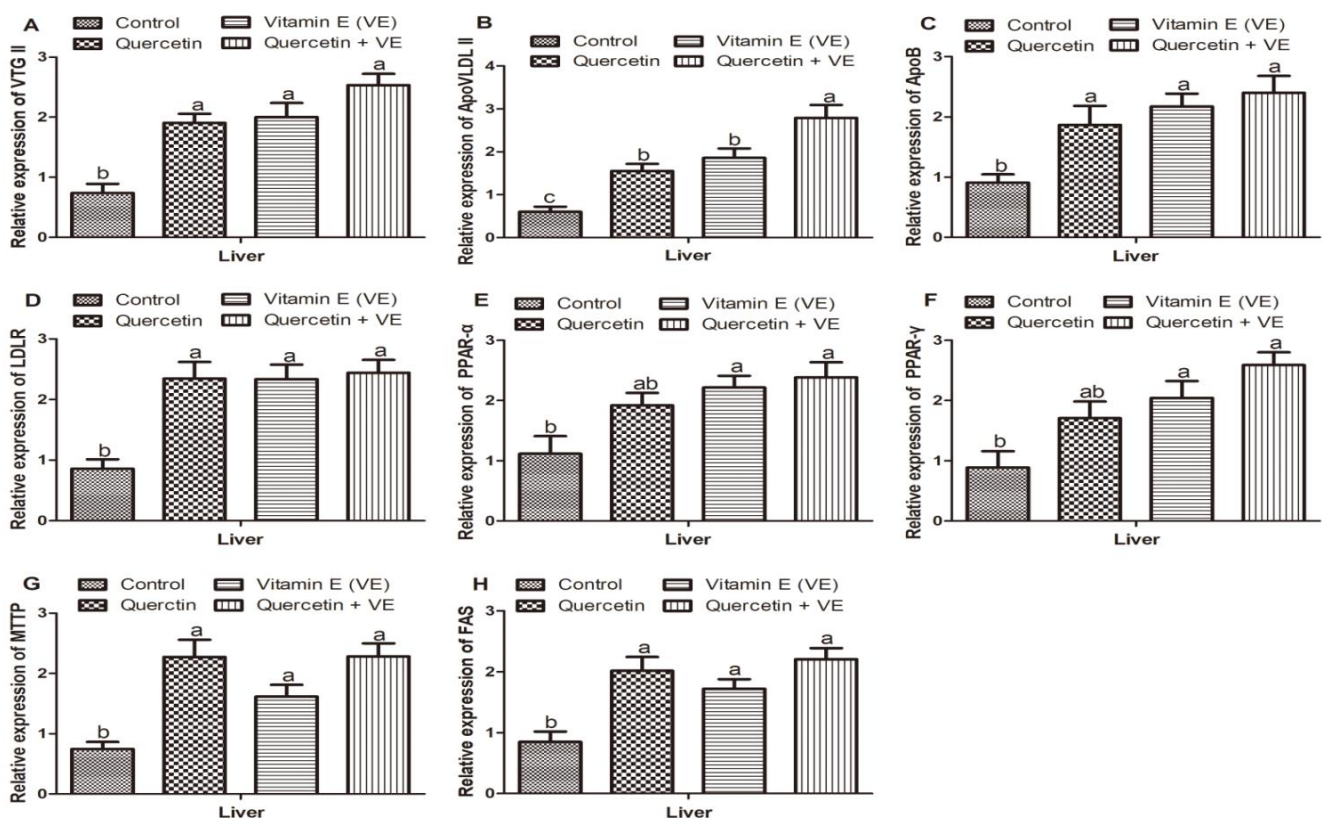 A Control Vitamin E (VE)
Quercetin Quercetin + VE
Relative expression of VTG II
3
2
1
0
b a a a
Liver
B Control Vitamin E (VE)
Quercetin Quercetin + VE
Relative expression of ApoVLDL II
4
3
2
1
0
c b b a
Liver
C Control Vitamin E (VE)
Quercetin Quercetin + VE
Relative expression of ApoB
3
2
1
0
b a a a
Liver
D Control Vitamin E (VE)
Quercetin Quercetin + VE
Relative expression of LDLR
3
2
1
0
b a a a
Liver
E Control Vitamin E (VE)
Quercetin Quercetin + VE
Relative expression of PPAR-α
3
2
1
0
b ab a a
Liver
F Control Vitamin E (VE)
Quercetin Quercetin + VE
Relative expression of PPAR-γ
3
2
1
0
b ab a a
Liver
G Control Vitamin E (VE)
Querctin Quercetin + VE
Relative expression of MTTP
3
2
1
0
b a a a
Liver
H Control Vitamin E (VE)
Quercetin Quercetin + VE
Relative expression of FAS
3
2
1
0
b a a a
Liver